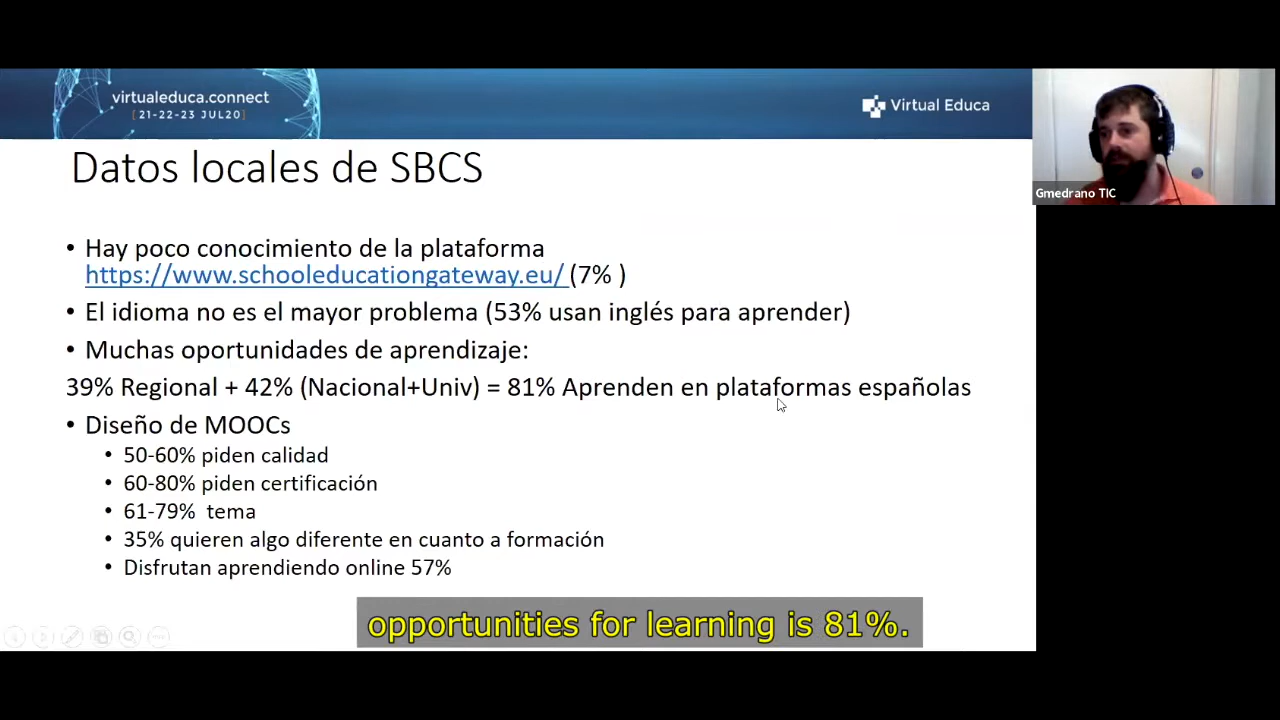 virtualeduca.connect
[21-22-23 JUL20]
Virtual Educa
Datos locales de SBCS
Gmedrano TIC
• Hay poco conocimiento de la plataforma
https://www.schooleducationgateway.eu/ (7% )
• El idioma no es el mayor problema (53% usan inglés para aprender)
• Muchas oportunidades de aprendizaje:
39% Regional + 42% (Nacional+Univ) = 81% Aprenden en plataformas españolas
• Diseño de MOOCs
• 50-60% piden calidad
• 60-80% piden certificación
• 61-79% tema
• 35% quieren algo diferente en cuanto a formación
• Disfrutan aprendiendo online 57%
opportunities for learning is 81%.